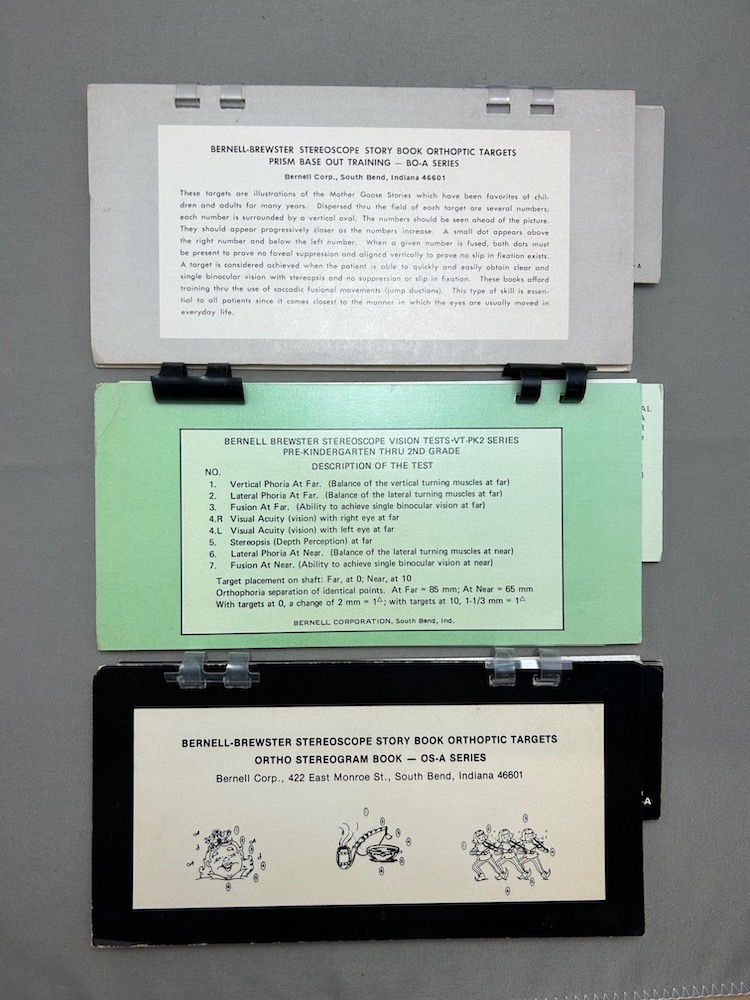 BERNELL-BREWSTER STEREOSCOPE STORY BOOK ORTHOPTIC TARGETS
PRISM BASE OUT TRAINING — BO-A SERIES
Bernell Corp., South Bend, Indiana 46601
These targets are illustrations of the Mother Goose Stories which have been favorites of chil-
dren and adults for many years. Dispersed thru the field of each target are several numbers;
each number is surrounded by a vertical oval. The numbers should be seen ahead of the picture.
They should appear progressively closer as the numbers increase. A small dot appears above
the right number and below the left number. When a given number is fused, both dots must
be present to prove no foveal suppression and aligned vertically to prove no slip in fixation exists.
A target is considered achieved when the patient is able to quickly and easily obtain clear and
single binocular vision with stereopsis and no suppression or slip in fixation. These books afford
training thru the use of saccadic fusional movements (jump ductions). This type of skill is essen-
tial to all patients since it comes closest to the manner in which the eyes are usually moved in
everyday life.
-A
BERNELL BREWSTER STEREOSCOPE VISION TESTS•VT-PK2 SERIES
PRE-KINDERGARTEN THRU 2ND GRADE
DESCRIPTION OF THE TEST
NO.
1. Vertical Phoria At Far. (Balance of the vertical turning muscles at far)
2. Lateral Phoria At Far. (Balance of the lateral turning muscles at far)
3. Fusion At Far. (Ability to achieve single binocular vision at far)
4.R Visual Acuity (vision) with right eye at far
4.L Visual Acuity (vision) with left eye at far
5. Stereopsis (Depth Perception) at far
6. Lateral Phoria At Near. (Balance of the lateral turning muscles at near)
7. Fusion At Near. (Ability to achieve single binocular vision at near)
Target placement on shaft: Far, at 0; Near, at 10
Orthophoria separation of identical points. At Far = 85 mm; At Near = 65 mm
With targets at 0, a change of 2 mm = 1△; with targets at 10, 1-1/3 mm = 1△
BERNELL CORPORATION, South Bend, Ind.
AL
BERNELL-BREWSTER STEREOSCOPE STORY BOOK ORTHOPTIC TARGETS
ORTHO STEREOGRAM BOOK — OS-A SERIES
Bernell Corp., 422 East Monroe St., South Bend, Indiana 46601
-A